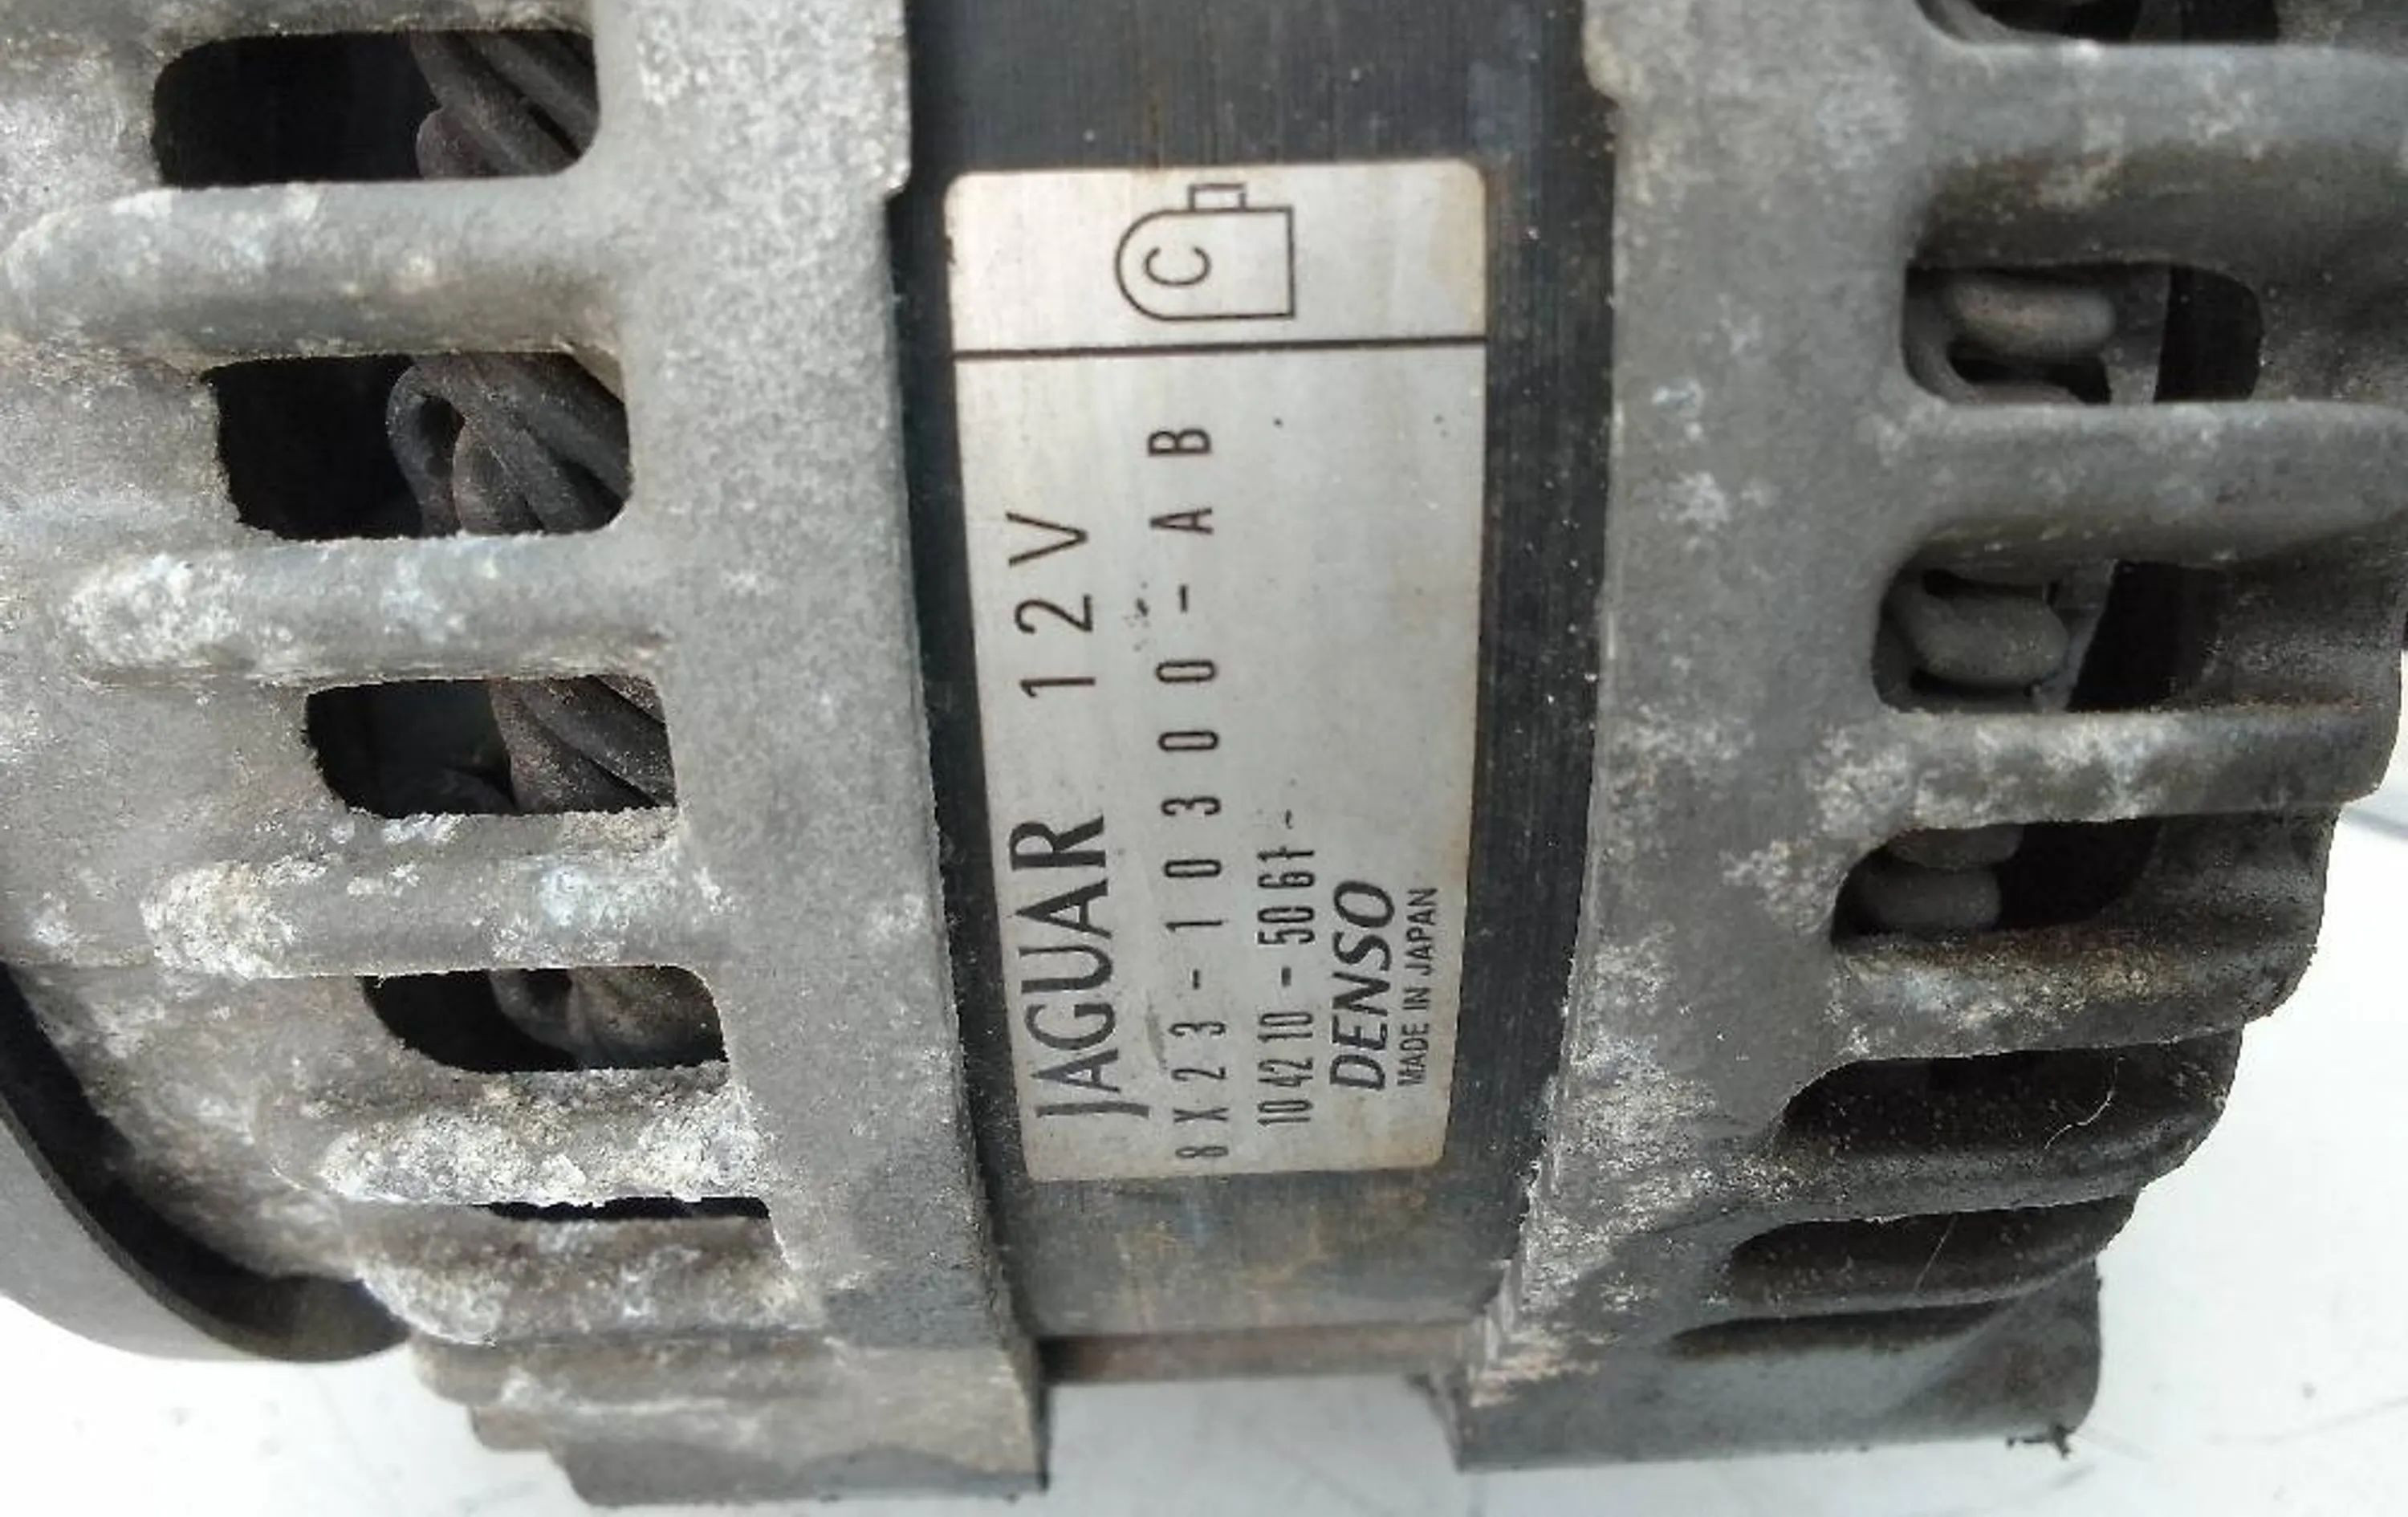 JAGUAR 12V
8X23-10300-AB
104210-5061-
DENSO
MADE IN JAPAN
C